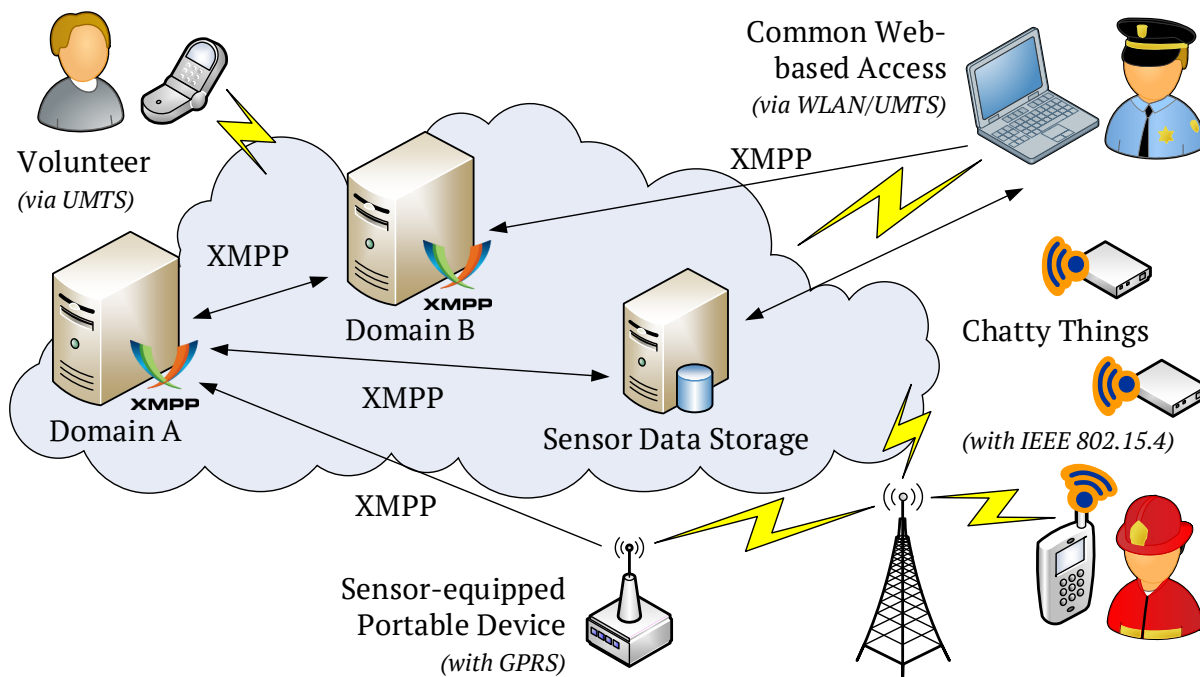 Common Web-
based Access
(via WLAN/UMTS)
Volunteer
(via UMTS)
XMPP
XMPP
XMPP
Domain B
XMPP
Domain A
XMPP
Sensor Data Storage
Chatty Things
(with IEEE 802.15.4)
XMPP
Sensor-equipped
Portable Device
(with GPRS)